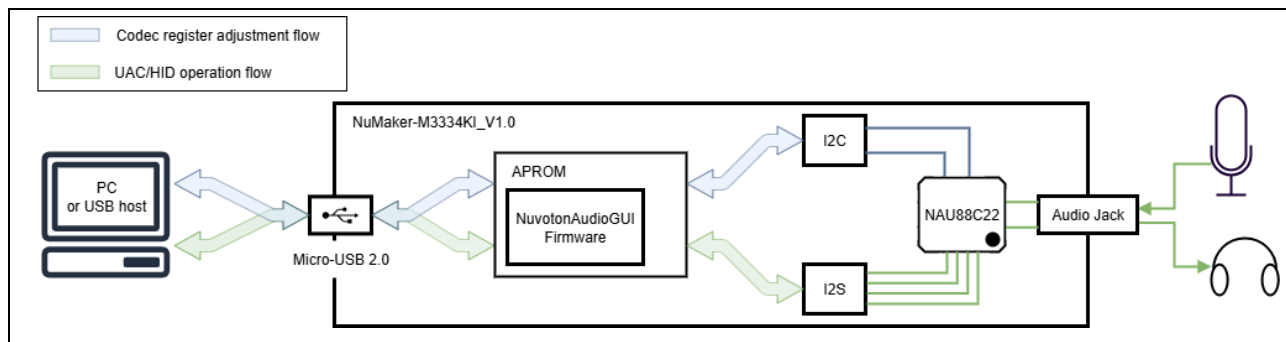 Codec register adjustment flow
UAC/HID operation flow
NuMaker-M3334KI_V1.0
PC
or USB host
Micro-USB 2.0
APROM
NuvotonAudioGUI
Firmware
I2C
I2S
NAU88C22
Audio Jack